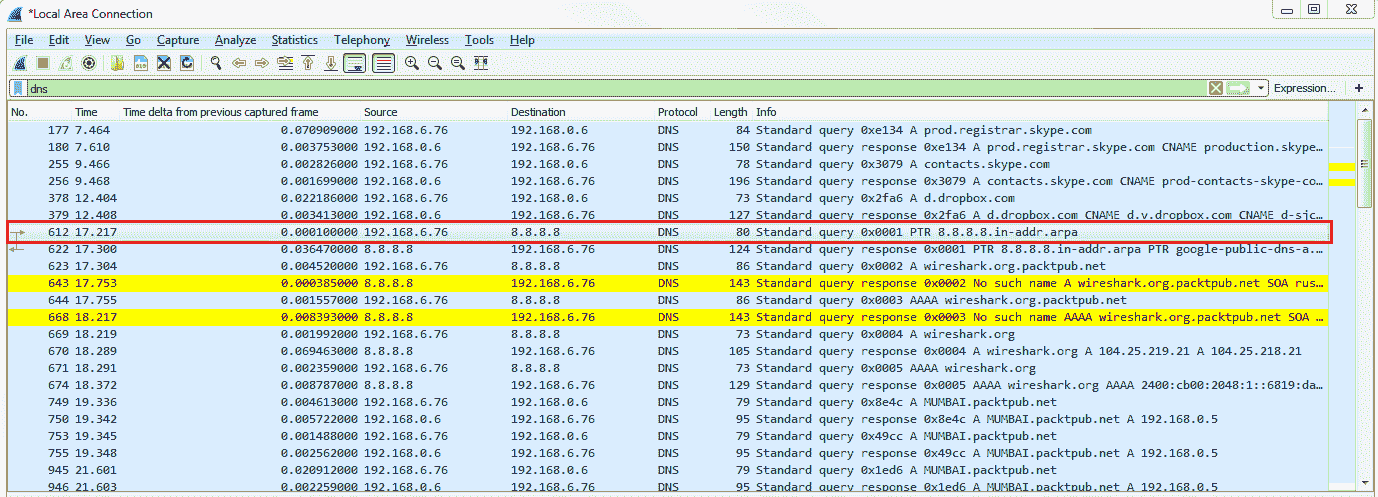 *Local Area Connection
File Edit View Go Capture Analyze Statistics Telephony Wireless Tools Help
dns Expression... +
No. Time Time delta from previous captured frame Source Destination Protocol Length Info
177 7.464 0.070909000 192.168.6.76 192.168.0.6 DNS 84 Standard query 0xe134 A prod.registrar.skype.com
180 7.610 0.003753000 192.168.0.6 192.168.6.76 DNS 150 Standard query response 0xe134 A prod.registrar.skype.com CNAME production.skype…
255 9.466 0.002826000 192.168.6.76 192.168.0.6 DNS 78 Standard query 0x3079 A contacts.skype.com
256 9.468 0.001699000 192.168.0.6 192.168.6.76 DNS 196 Standard query response 0x3079 A contacts.skype.com CNAME prod-contacts-skype-co…
378 12.404 0.022186000 192.168.6.76 192.168.0.6 DNS 73 Standard query 0x2fa6 A d.dropbox.com
379 12.408 0.003413000 192.168.0.6 192.168.6.76 DNS 127 Standard query response 0x2fa6 A d.dropbox.com CNAME d.v.dropbox.com CNAME d-sjc…
612 17.217 0.000100000 192.168.6.76 8.8.8.8 DNS 80 Standard query 0x0001 PTR 8.8.8.8.in-addr.arpa
622 17.300 0.036470000 8.8.8.8 192.168.6.76 DNS 124 Standard query response 0x0001 PTR 8.8.8.8.in-addr.arpa PTR google-public-dns-a.…
623 17.304 0.004520000 192.168.6.76 8.8.8.8 DNS 86 Standard query 0x0002 A wireshark.org.packtpub.net
643 17.753 0.000385000 8.8.8.8 192.168.6.76 DNS 143 Standard query response 0x0002 No such name A wireshark.org.packtpub.net SOA rus…
644 17.755 0.001557000 192.168.6.76 8.8.8.8 DNS 86 Standard query 0x0003 AAAA wireshark.org.packtpub.net
668 18.217 0.008393000 8.8.8.8 192.168.6.76 DNS 143 Standard query response 0x0003 No such name AAAA wireshark.org.packtpub.net SOA …
669 18.219 0.001992000 192.168.6.76 8.8.8.8 DNS 73 Standard query 0x0004 A wireshark.org
670 18.289 0.069463000 8.8.8.8 192.168.6.76 DNS 105 Standard query response 0x0004 A wireshark.org A 104.25.219.21 A 104.25.218.21
671 18.291 0.002359000 192.168.6.76 8.8.8.8 DNS 73 Standard query 0x0005 AAAA wireshark.org
674 18.372 0.008787000 8.8.8.8 192.168.6.76 DNS 129 Standard query response 0x0005 AAAA wireshark.org AAAA 2400:cb00:2048:1::6819:da…
749 19.336 0.004613000 192.168.6.76 192.168.0.6 DNS 79 Standard query 0x8e4c A MUMBAI.packtpub.net
750 19.342 0.005722000 192.168.0.6 192.168.6.76 DNS 95 Standard query response 0x8e4c A MUMBAI.packtpub.net A 192.168.0.5
753 19.345 0.001488000 192.168.6.76 192.168.0.6 DNS 79 Standard query 0x49cc A MUMBAI.packtpub.net
755 19.348 0.002562000 192.168.0.6 192.168.6.76 DNS 95 Standard query response 0x49cc A MUMBAI.packtpub.net A 192.168.0.5
945 21.601 0.020912000 192.168.6.76 192.168.0.6 DNS 79 Standard query 0x1ed6 A MUMBAI.packtpub.net
946 21.603 0.002259000 192.168.0.6 192.168.6.76 DNS 95 Standard query response 0x1ed6 A MUMBAI.packtpub.net A 192.168.0.5